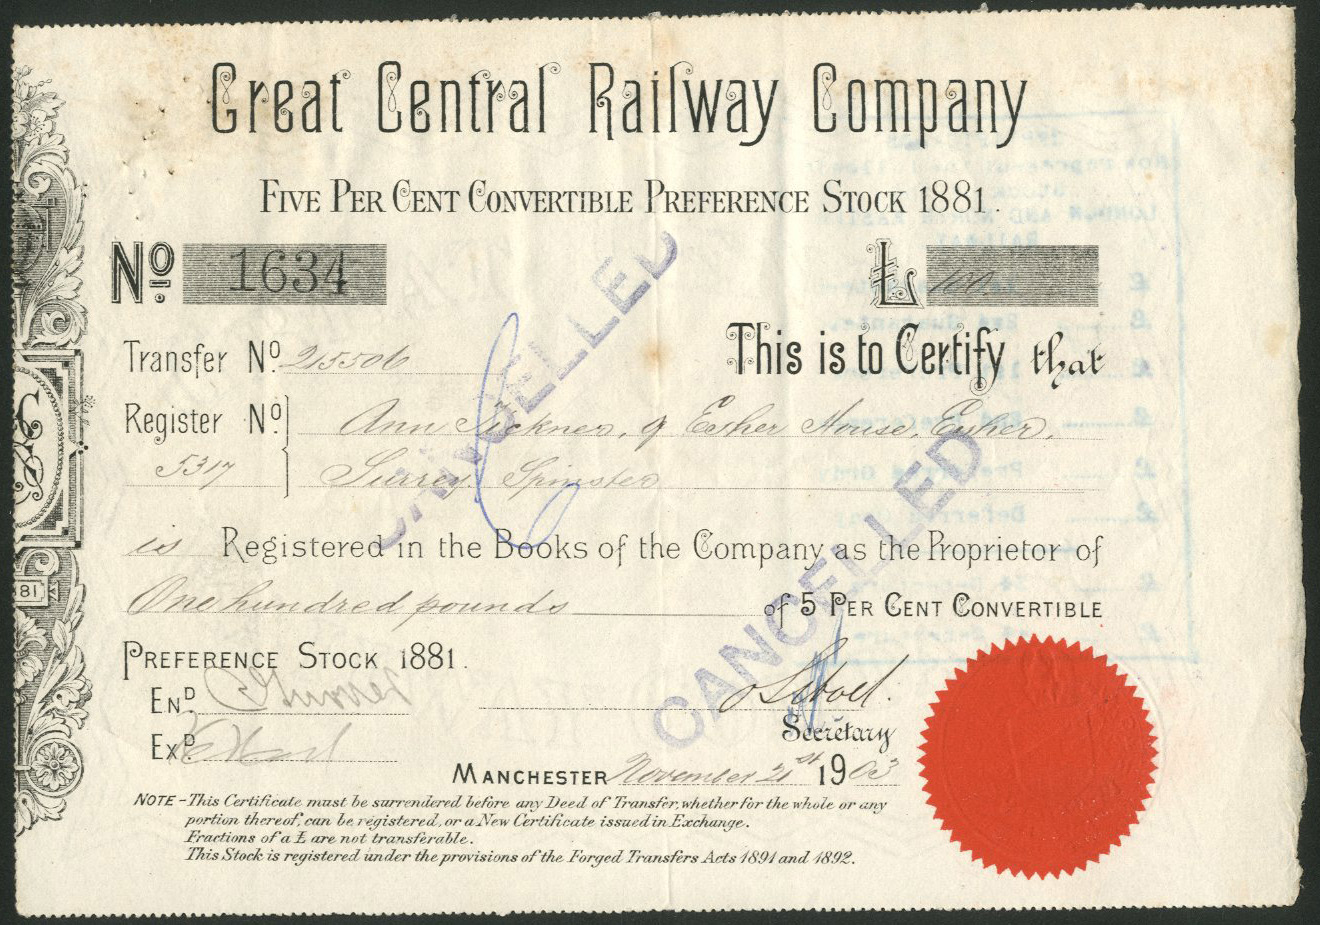 Great Central Railway Company
FIVE PER CENT CONVERTIBLE PREFERENCE STOCK 1881.
No. 1634 £ 100
Transfer No. 25506 This is to Certify that
Register No. Ann Sickner, of Esher House, Esher,
5317 Surrey Spinster
is Registered in the Books of the Company as the Proprietor of
One hundred pounds of 5 PER CENT CONVERTIBLE
PREFERENCE STOCK 1881.
END
EXD
Secretary
MANCHESTER November 21st 1903
NOTE - This Certificate must be surrendered before any Deed of Transfer, whether for the whole or any
portion thereof, can be registered, or a New Certificate issued in Exchange.
Fractions of a £ are not transferable.
This Stock is registered under the provisions of the Forged Transfers Acts 1891 and 1892.
CANCELLED
CANCELLED
81